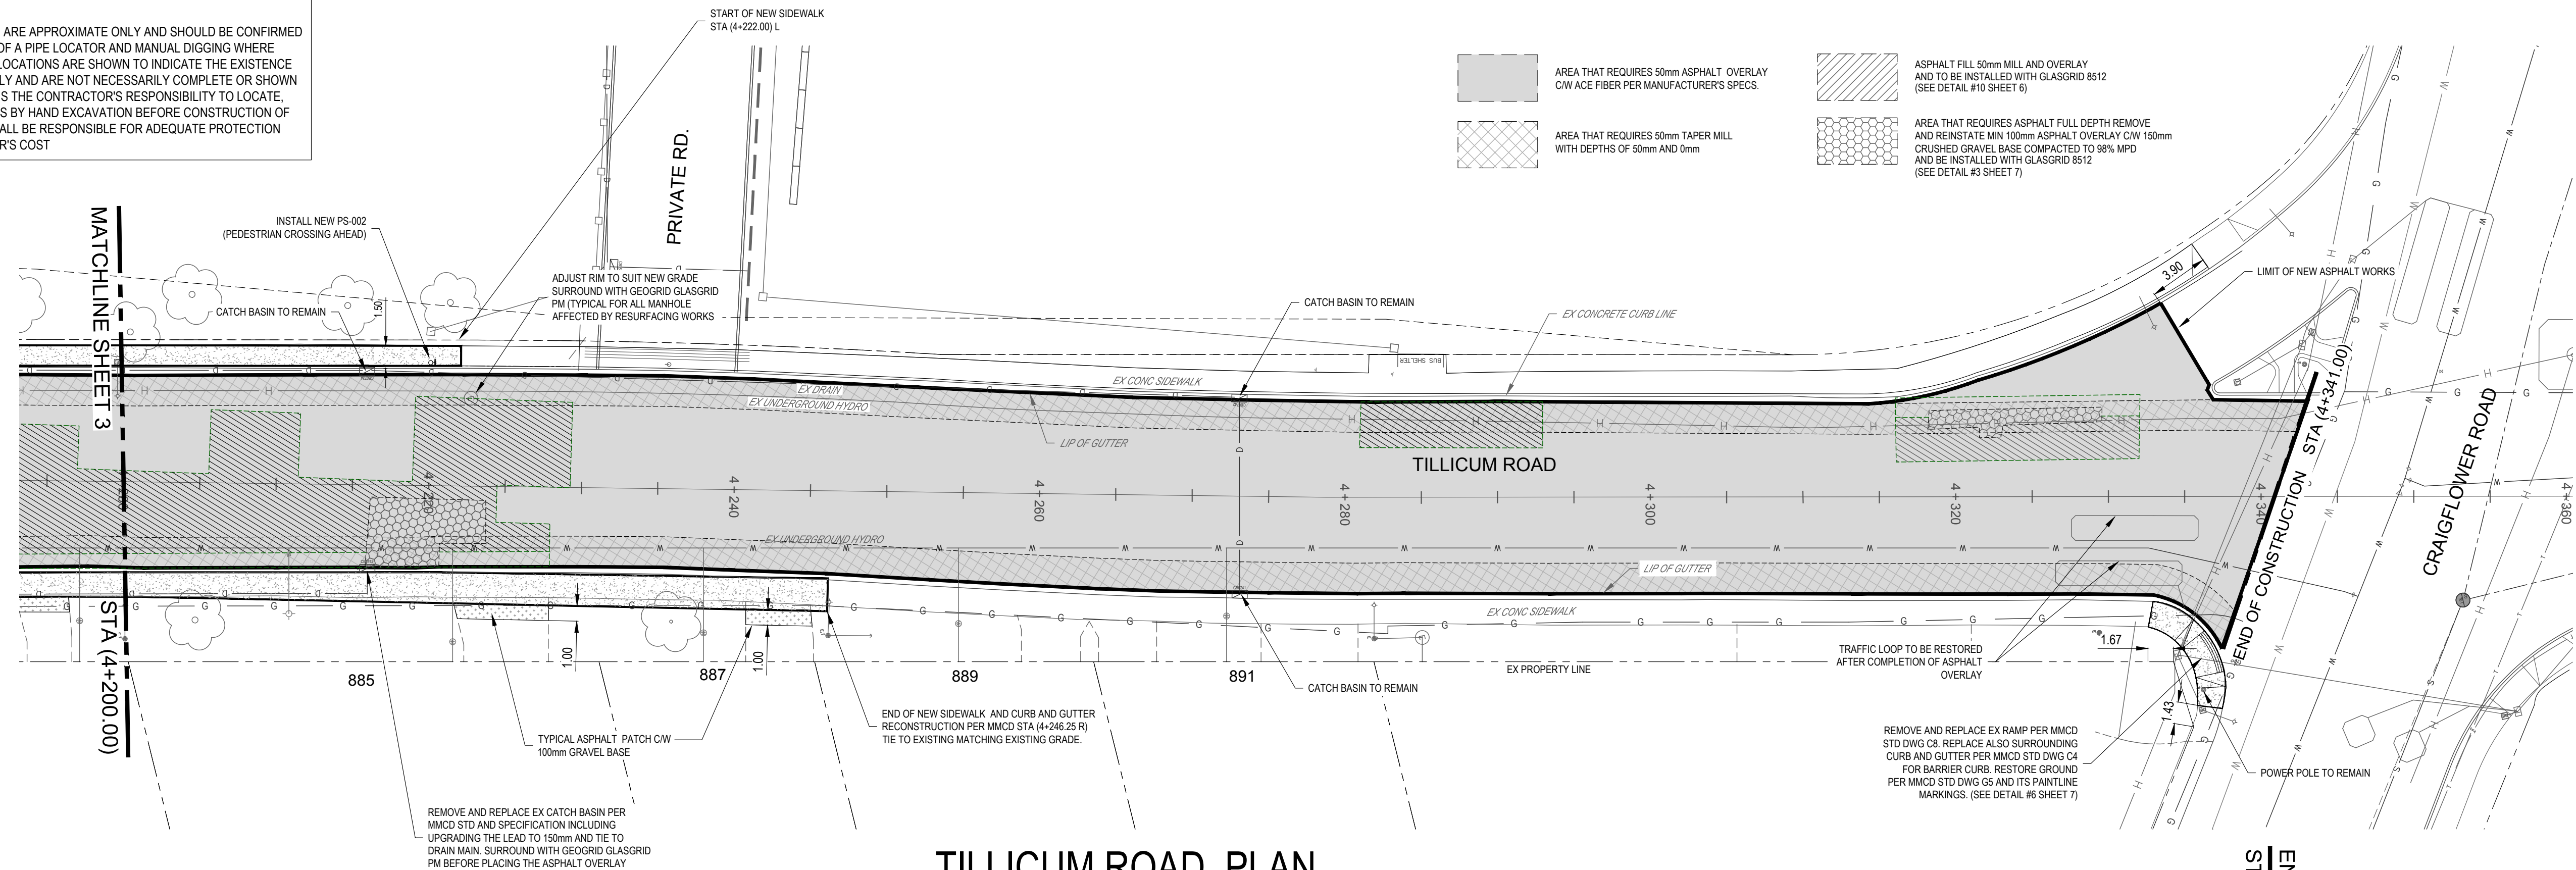 ARE APPROXIMATE ONLY AND SHOULD BE CONFIRMED
OF A PIPE LOCATOR AND MANUAL DIGGING WHERE
LOCATIONS ARE SHOWN TO INDICATE THE EXISTENCE
LY AND ARE NOT NECESSARILY COMPLETE OR SHOWN
S THE CONTRACTOR'S RESPONSIBILITY TO LOCATE,
S BY HAND EXCAVATION BEFORE CONSTRUCTION OF
ALL BE RESPONSIBLE FOR ADEQUATE PROTECTION
R'S COST
START OF NEW SIDEWALK
STA (4+222.00) L
AREA THAT REQUIRES 50mm ASPHALT OVERLAY
C/W ACE FIBER PER MANUFACTURER'S SPECS.
AREA THAT REQUIRES 50mm TAPER MILL
WITH DEPTHS OF 50mm AND 0mm
ASPHALT FILL 50mm MILL AND OVERLAY
AND TO BE INSTALLED WITH GLASGRID 8512
(SEE DETAIL #10 SHEET 6)
AREA THAT REQUIRES ASPHALT FULL DEPTH REMOVE
AND REINSTATE MIN 100mm ASPHALT OVERLAY C/W 150mm
CRUSHED GRAVEL BASE COMPACTED TO 98% MPD
AND BE INSTALLED WITH GLASGRID 8512
(SEE DETAIL #3 SHEET 7)
MATCHLINE SHEET 3
STA (4+200.00)
INSTALL NEW PS-002
(PEDESTRIAN CROSSING AHEAD)
CATCH BASIN TO REMAIN
1.50
PRIVATE RD.
ADJUST RIM TO SUIT NEW GRADE
SURROUND WITH GEOGRID GLASGRID
PM (TYPICAL FOR ALL MANHOLE
AFFECTED BY RESURFACING WORKS
CATCH BASIN TO REMAIN
EX CONCRETE CURB LINE
3.90
LIMIT OF NEW ASPHALT WORKS
BUS SHELTER
EX CONC SIDEWALK
EX DRAIN
EX UNDERGROUND HYDRO
LIP OF GUTTER
TILLICUM ROAD
4+220
4+240
4+260
4+280
4+300
4+320
4+340
4+360
END OF CONSTRUCTION STA (4+341.00)
CRAIGFLOWER ROAD
EX UNDERGROUND HYDRO
LIP OF GUTTER
EX CONC SIDEWALK
1.00
1.00
885
887
889
891
EX PROPERTY LINE
CATCH BASIN TO REMAIN
TRAFFIC LOOP TO BE RESTORED
AFTER COMPLETION OF ASPHALT
OVERLAY
1.67
1.43
END OF NEW SIDEWALK AND CURB AND GUTTER
RECONSTRUCTION PER MMCD STA (4+246.25 R)
TIE TO EXISTING MATCHING EXISTING GRADE.
TYPICAL ASPHALT PATCH C/W
100mm GRAVEL BASE
REMOVE AND REPLACE EX RAMP PER MMCD
STD DWG C8. REPLACE ALSO SURROUNDING
CURB AND GUTTER PER MMCD STD DWG C4
FOR BARRIER CURB. RESTORE GROUND
PER MMCD STD DWG G5 AND ITS PAINTLINE
MARKINGS. (SEE DETAIL #6 SHEET 7)
POWER POLE TO REMAIN
REMOVE AND REPLACE EX CATCH BASIN PER
MMCD STD AND SPECIFICATION INCLUDING
UPGRADING THE LEAD TO 150mm AND TIE TO
DRAIN MAIN. SURROUND WITH GEOGRID GLASGRID
PM BEFORE PLACING THE ASPHALT OVERLAY
TILLICUM ROAD PLAN
EN
ST